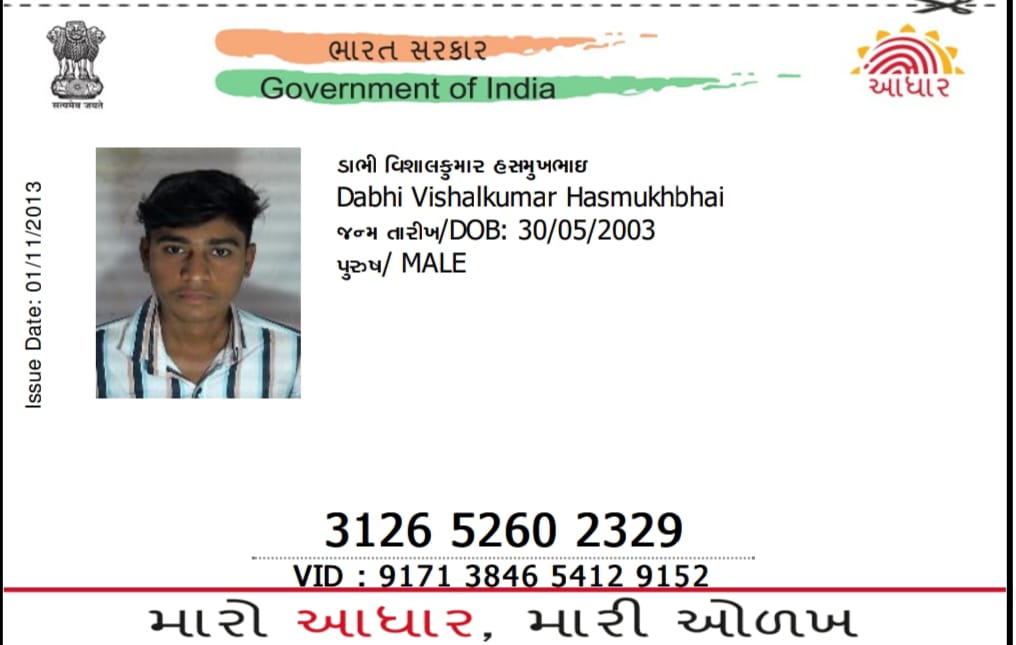 ભારત સરકાર
Government of India
सत्यमेव जयते
આધાર
Issue Date: 01/11/2013
ડાભી વિશાલકુમાર હસમુખભાઇ
Dabhi Vishalkumar Hasmukhbhai
જન્મ તારીખ/DOB: 30/05/2003
પુરુષ/ MALE
3126 5260 2329
VID : 9171 3846 5412 9152
મારો આધાર, મારી ઓળખ